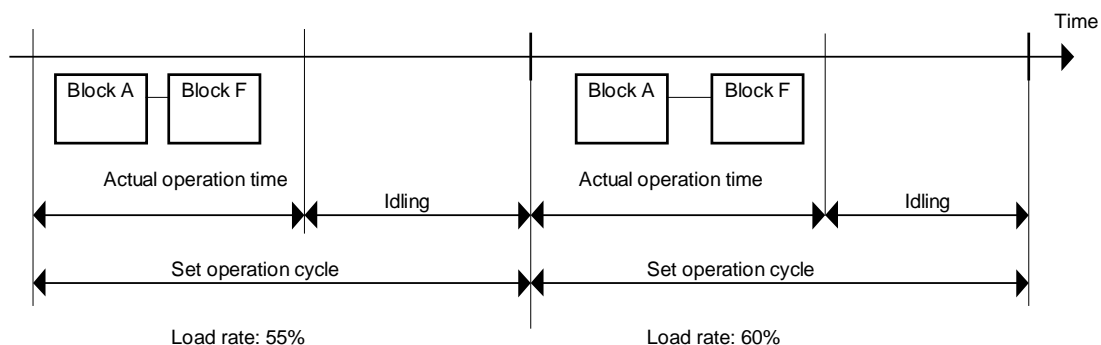 Time
Block A
Block F
Block A
Block F
Actual operation time
Actual operation time
Idling
Idling
Set operation cycle
Set operation cycle
Load rate: 55%
Load rate: 60%